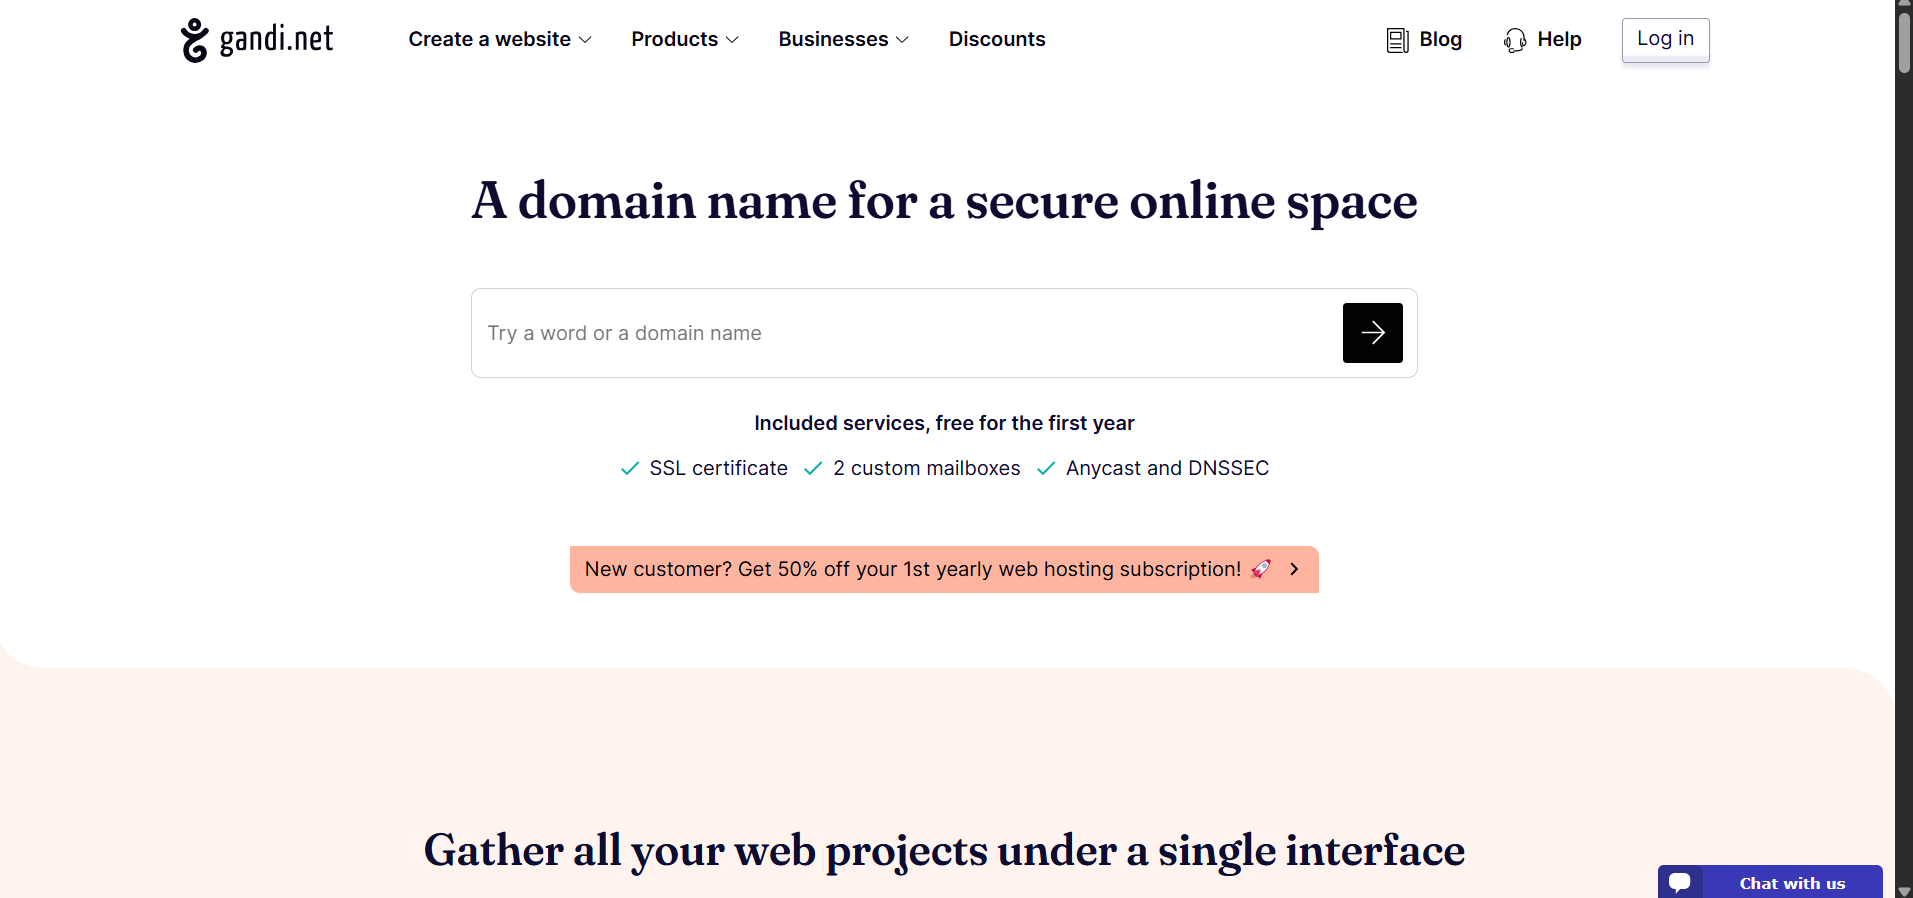 gandi.net
Create a website
Products
Businesses
Discounts
Blog
Help
Log in
A domain name for a secure online space
Try a word or a domain name
Included services, free for the first year
SSL certificate
2 custom mailboxes
Anycast and DNSSEC
New customer? Get 50% off your 1st yearly web hosting subscription! 🚀
Gather all your web projects under a single interface
Chat with us